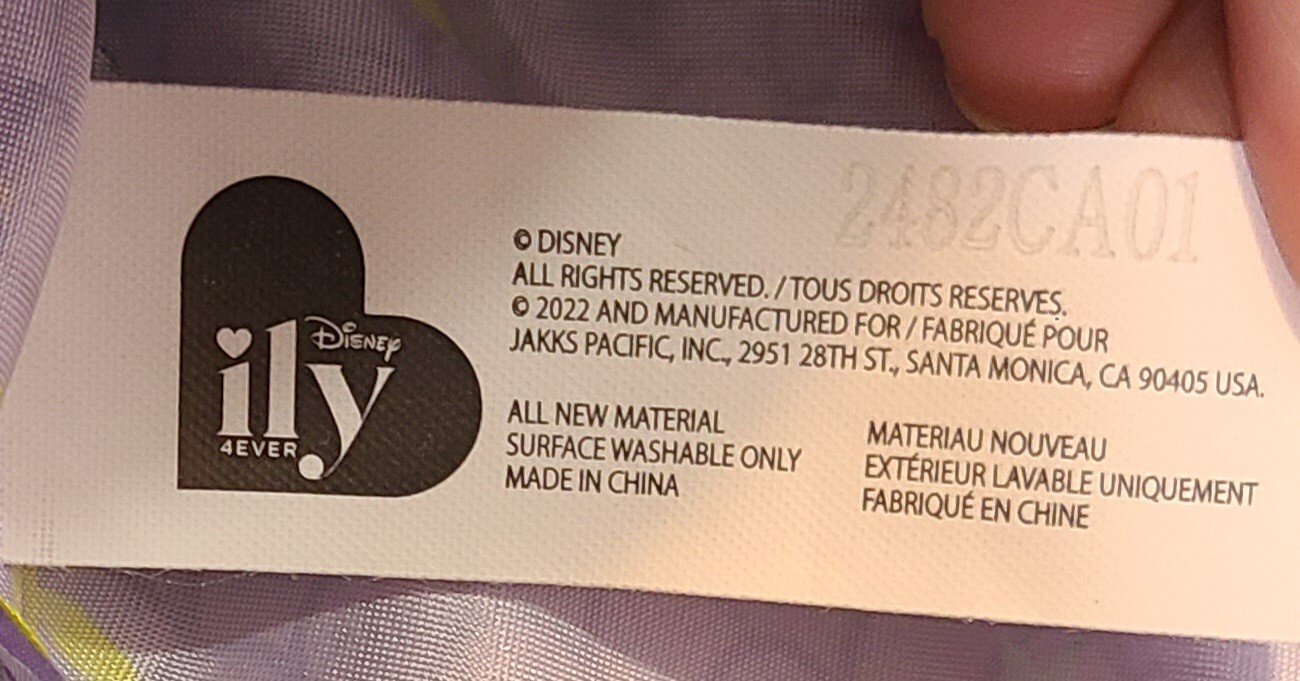 2482CA01
ily
Disney
4EVER
© DISNEY
ALL RIGHTS RESERVED. / TOUS DROITS RESERVES.
© 2022 AND MANUFACTURED FOR / FABRIQUÉ POUR
JAKKS PACIFIC, INC., 2951 28TH ST., SANTA MONICA, CA 90405 USA.
ALL NEW MATERIAL
SURFACE WASHABLE ONLY
MADE IN CHINA
MATERIAU NOUVEAU
EXTÉRIEUR LAVABLE UNIQUEMENT
FABRIQUÉ EN CHINE